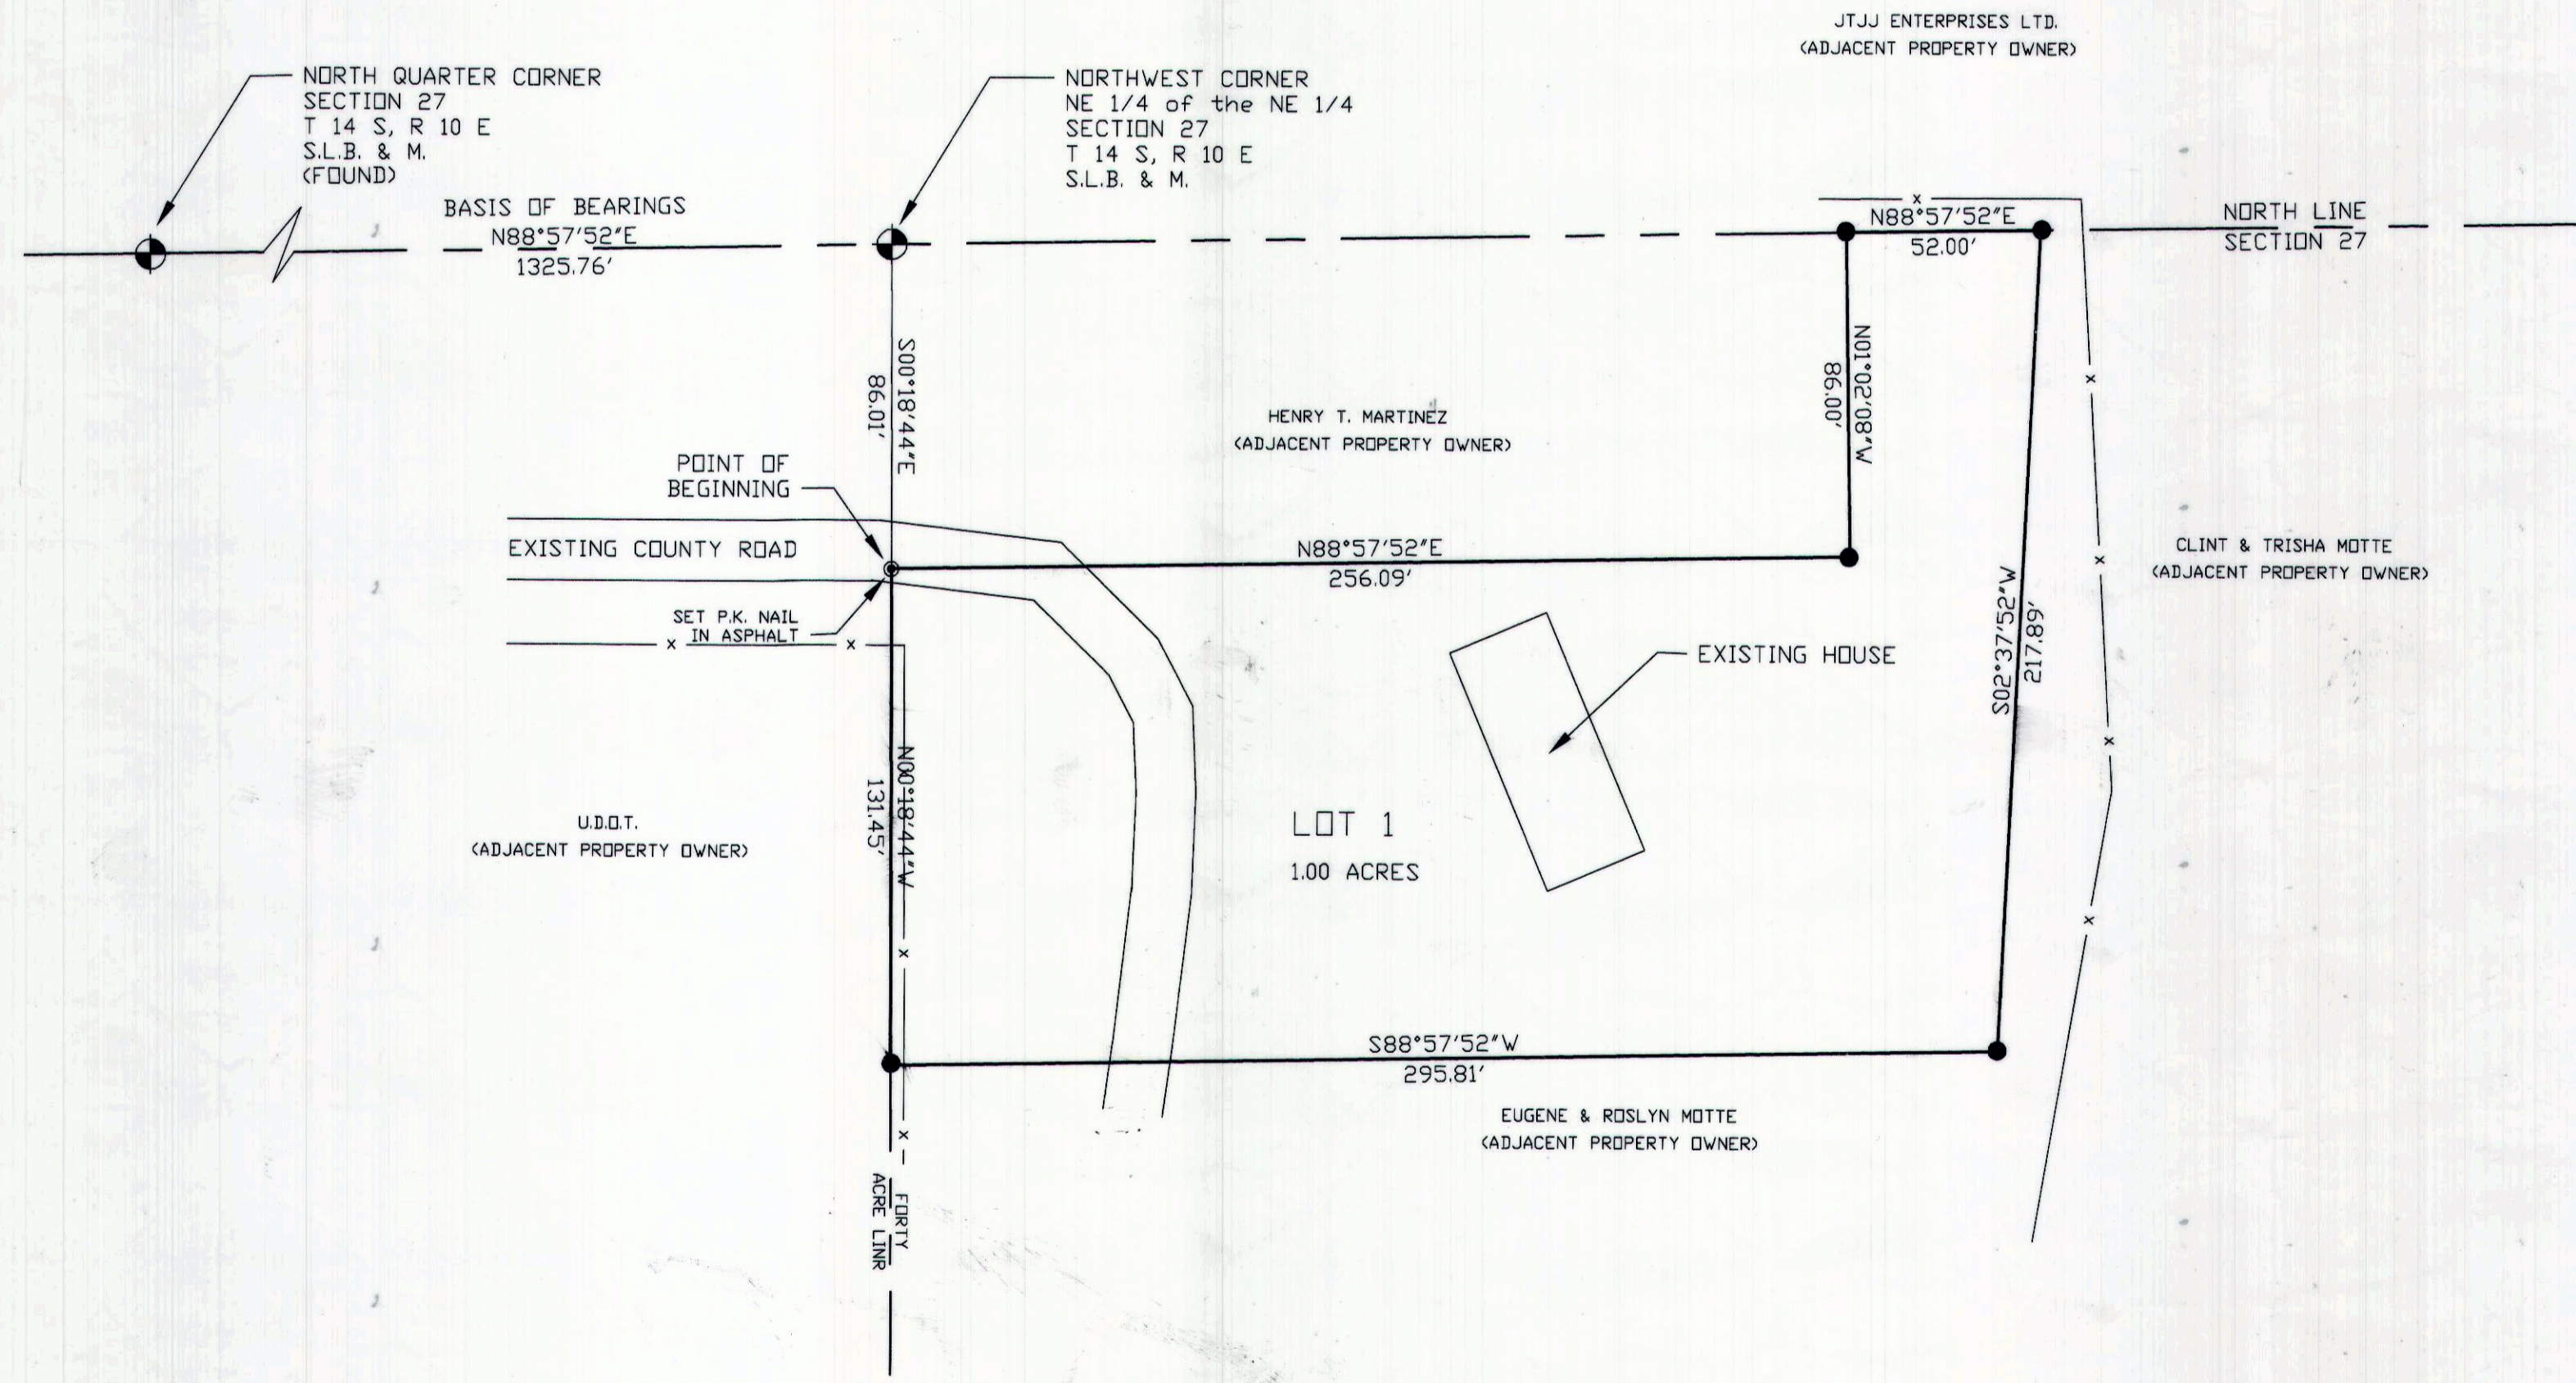 JTJJ ENTERPRISES LTD.
(ADJACENT PROPERTY OWNER)
NORTH QUARTER CORNER
SECTION 27
T 14 S, R 10 E
S.L.B. & M.
(FOUND)
NORTHWEST CORNER
NE 1/4 of the NE 1/4
SECTION 27
T 14 S, R 10 E
S.L.B. & M.
BASIS OF BEARINGS
N88°57'52"E
1325.76'
N88°57'52"E
52.00'
NORTH LINE
SECTION 27
S00°18'44"E
86.01'
N01°02'08"W
86.00'
HENRY T. MARTINEZ
(ADJACENT PROPERTY OWNER)
POINT OF
BEGINNING
EXISTING COUNTY ROAD
N88°57'52"E
256.09'
CLINT & TRISHA MOTTE
(ADJACENT PROPERTY OWNER)
SET P.K. NAIL
IN ASPHALT
EXISTING HOUSE
S02°37'52"W
217.89'
N00°18'44"W
131.45'
U.D.O.T.
(ADJACENT PROPERTY OWNER)
LOT 1
1.00 ACRES
S88°57'52"W
295.81'
EUGENE & ROSLYN MOTTE
(ADJACENT PROPERTY OWNER)
FORTY
ACRE LINR